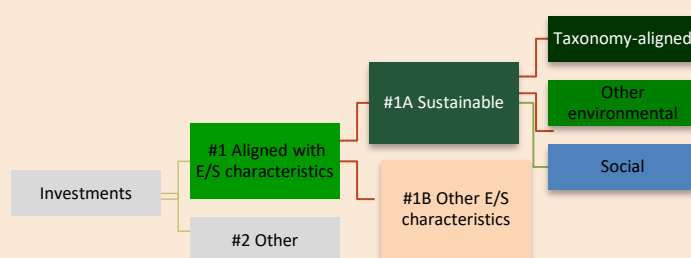 Taxonomy-aligned
#1A Sustainable
Other
environmental
#1 Aligned with
E/S characteristics
Social
Investments
#1B Other E/S
characteristics
#2 Other